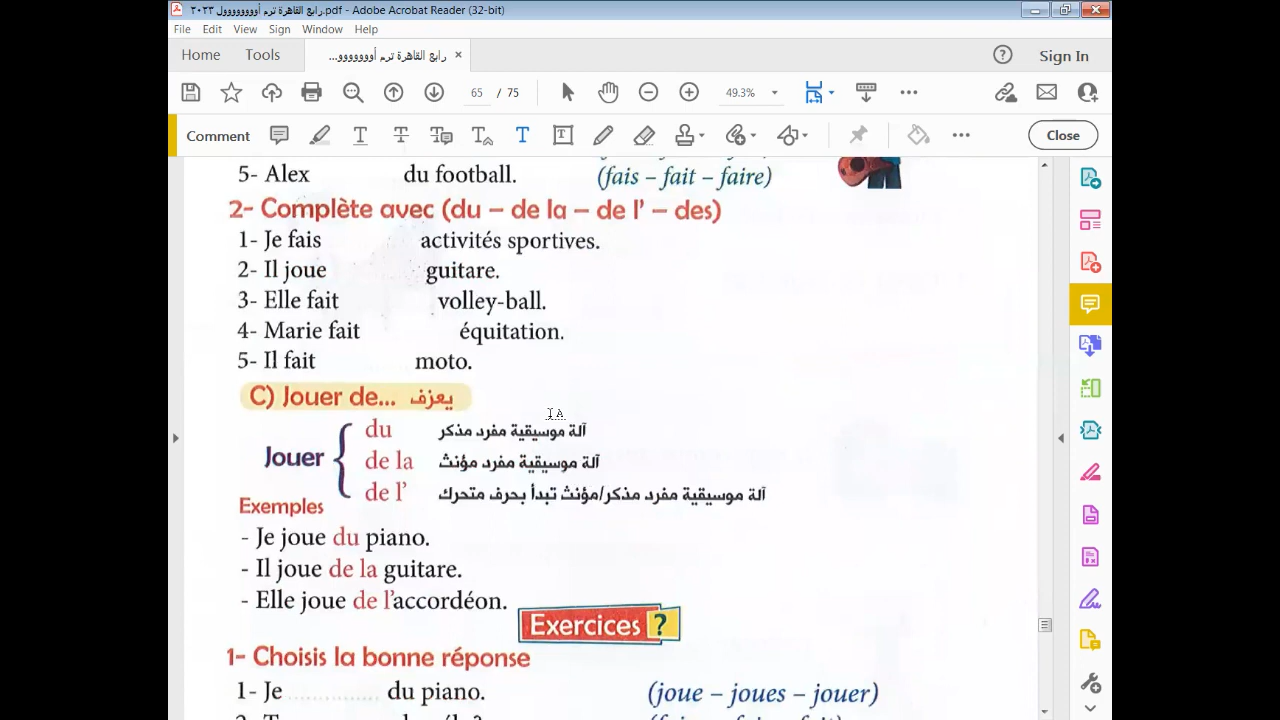 رابع القاهرة ترم أوووووووول ٢٠٢٣.pdf - Adobe Acrobat Reader (32-bit)
File Edit View Sign Window Help
Home Tools رابع القاهرة ترم أووووووو... × ? Sign In
65 / 75 49.3%
Comment Close
5- Alex du football. (fais – fait – faire)
2- Complète avec (du – de la – de l' – des)
1- Je fais activités sportives.
2- Il joue guitare.
3- Elle fait volley-ball.
4- Marie fait équitation.
5- Il fait moto.
C) Jouer de... يعزف
du آلة موسيقية مفرد مذكر
Jouer de la آلة موسيقية مفرد مؤنث
de l' آلة موسيقية مفرد مذكر/مؤنث تبدأ بحرف متحرك
Exemples
- Je joue du piano.
- Il joue de la guitare.
- Elle joue de l'accordéon.
Exercices ?
1- Choisis la bonne réponse
1- Je ............. du piano. (joue – joues – jouer)